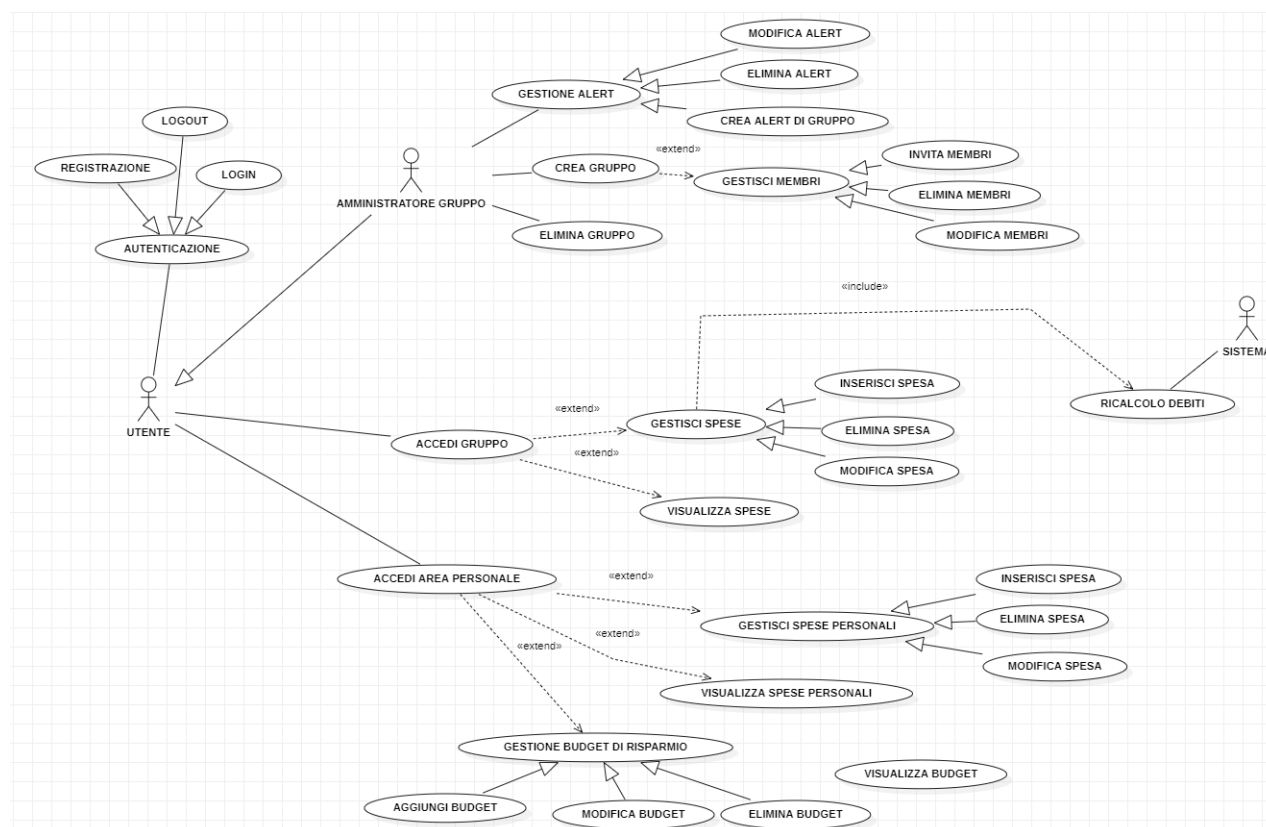 MODIFICA ALERT
ELIMINA ALERT
GESTIONE ALERT
CREA ALERT DI GRUPPO
LOGOUT
REGISTRAZIONE
LOGIN
AUTENTICAZIONE
AMMINISTRATORE GRUPPO
CREA GRUPPO
«extend»
GESTISCI MEMBRI
INVITA MEMBRI
ELIMINA MEMBRI
MODIFICA MEMBRI
ELIMINA GRUPPO
«include»
SISTEMA
RICALCOLO DEBITI
UTENTE
ACCEDI GRUPPO
«extend»
GESTISCI SPESE
INSERISCI SPESA
ELIMINA SPESA
MODIFICA SPESA
«extend»
VISUALIZZA SPESE
ACCEDI AREA PERSONALE
«extend»
GESTISCI SPESE PERSONALI
INSERISCI SPESA
ELIMINA SPESA
MODIFICA SPESA
«extend»
VISUALIZZA SPESE PERSONALI
«extend»
GESTIONE BUDGET DI RISPARMIO
VISUALIZZA BUDGET
AGGIUNGI BUDGET
MODIFICA BUDGET
ELIMINA BUDGET